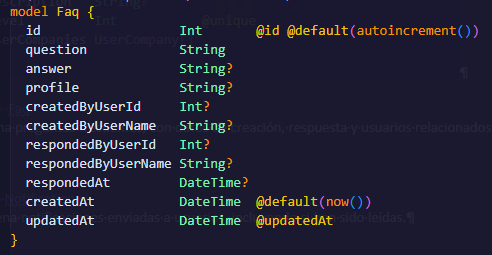 model Faq {
id Int @id @default(autoincrement())
question String
answer String?
profile String?
createdByUserId Int?
createdByUserName String?
respondedByUserId Int?
respondedByUserName String?
respondedAt DateTime?
createdAt DateTime @default(now())
updatedAt DateTime @updatedAt
}